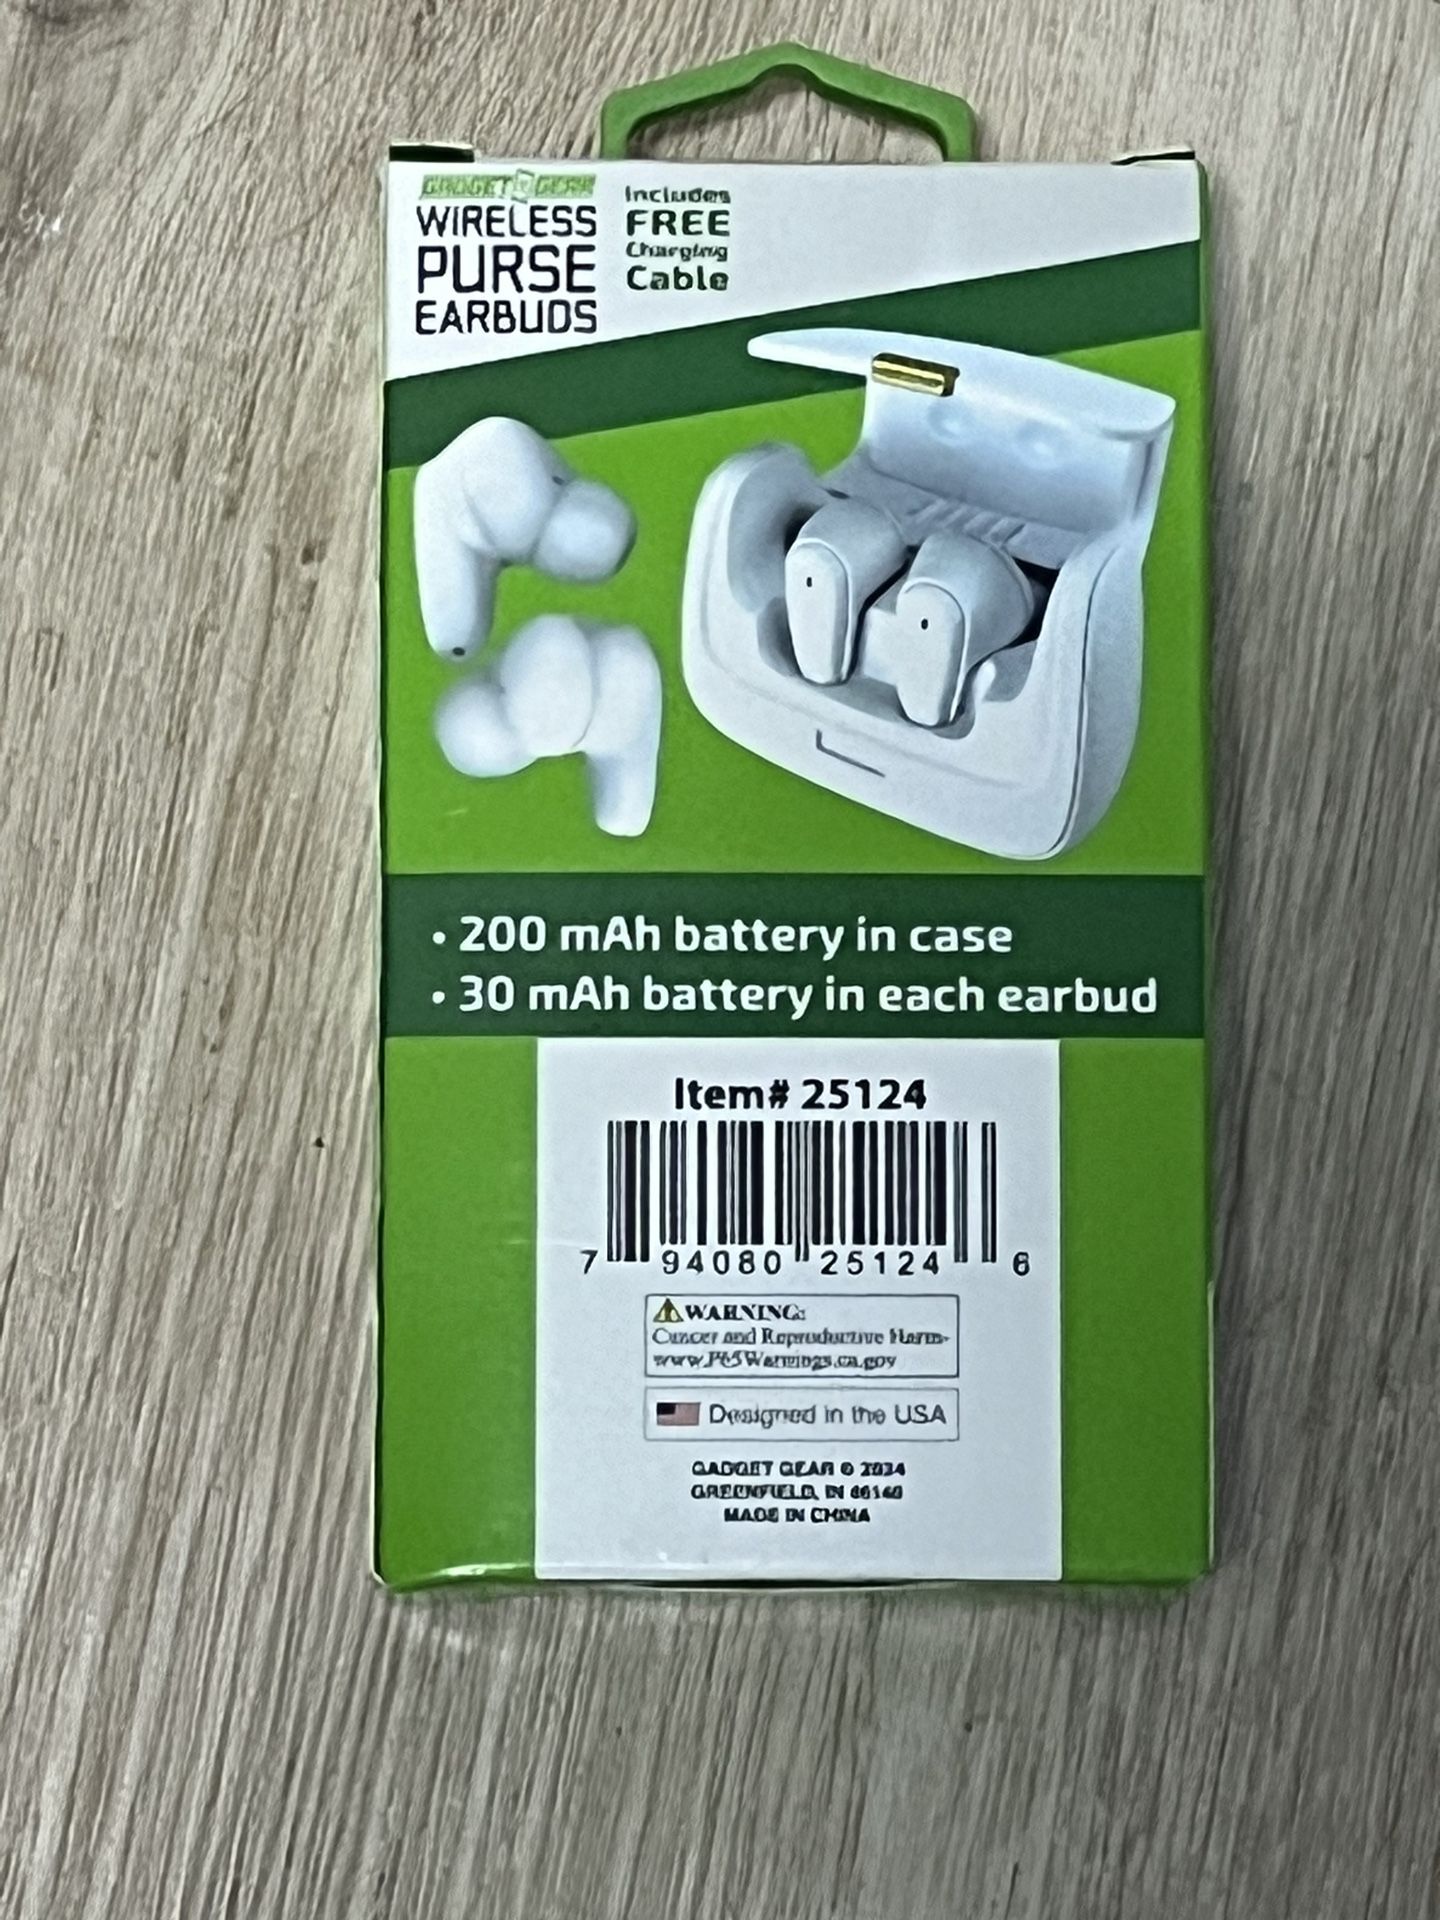 GADGET GEAR
WIRELESS
PURSE
EARBUDS
Includes
FREE
Charging
Cable
• 200 mAh battery in case
• 30 mAh battery in each earbud
Item# 25124
7 94080 25124 6
WARNING:
Cancer and Reproductive Harm-
www.P65Warnings.ca.gov
Designed in the USA
GADGET GEAR © 2024
GREENFIELD, IN 46140
MADE IN CHINA